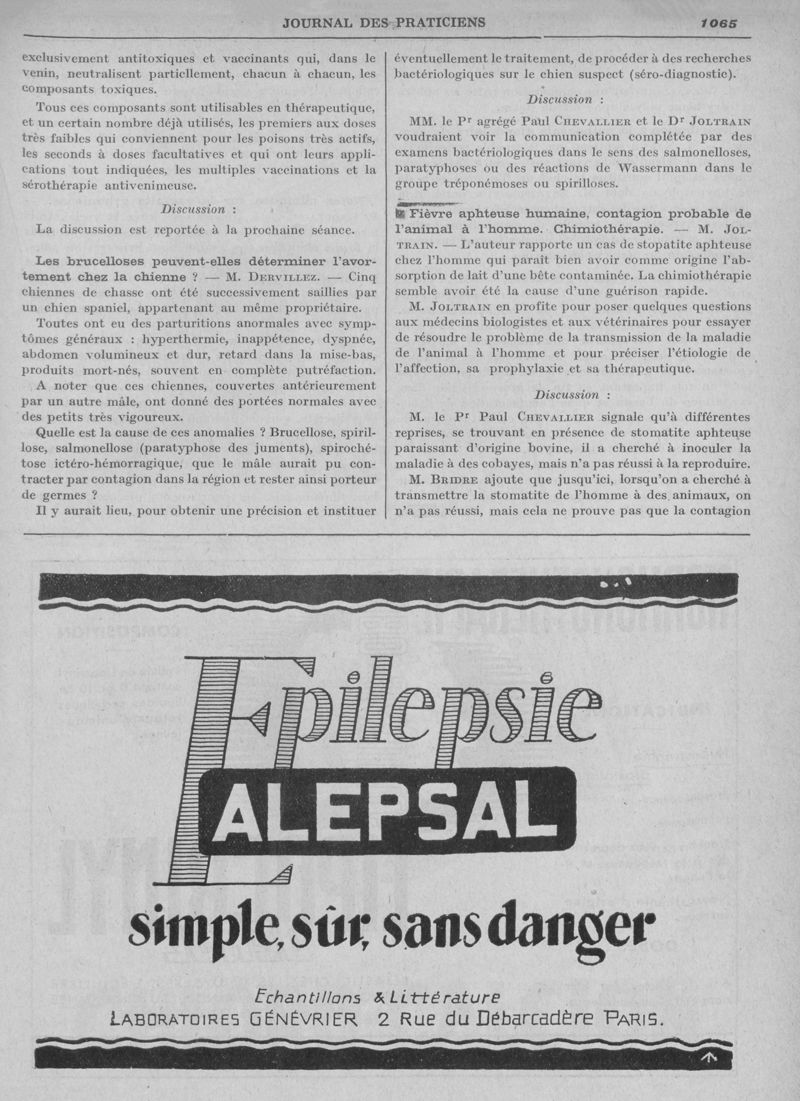 JOURNAL DES PRATICIENS 1065
exclusivement antitoxiques et vaccinants qui, dans le
venin, neutralisent particllement, chacun à chacun, les
composants toxiques.
Tous ces composants sont utilisables en thérapeutique,
et un certain nombre déjà utilisés, les premiers aux doses
très faibles qui conviennent pour les poisons très actifs,
les seconds à doses facultatives et qui ont leurs appli-
cations tout indiquées, les multiples vaccinations et la
sérothérapie antivenimeuse.
Discussion :
La discussion est reportée à la prochaine séance.
Les brucelloses peuvent-elles déterminer l'avor-
tement chez la chienne ? — M. DERVILLEZ. — Cinq
chiennes de chasse ont été successivement saillies par
un chien spaniel, appartenant au même propriétaire.
Toutes ont eu des parturitions anormales avec symp-
tômes généraux : hyperthermie, inappétence, dyspnée,
abdomen volumineux et dur, retard dans la mise-bas,
produits mort-nés, souvent en complète putréfaction.
A noter que ces chiennes, couvertes antérieurement
par un autre mâle, ont donné des portées normales avec
des petits très vigoureux.
Quelle est la cause de ces anomalies ? Brucellose, spiril-
lose, salmonellose (paratyphose des juments), spiroché-
tose ictéro-hémorragique, que le mâle aurait pu con-
tracter par contagion dans la région et rester ainsi porteur
de germes ?
Il y aurait lieu, pour obtenir une précision et instituer
éventuellement le traitement, de procéder à des recherches
bactériologiques sur le chien suspect (séro-diagnostic).
Discussion :
MM. le Pr agrégé Paul CHEVALLIER et le Dr JOLTRAIN
voudraient voir la communication complétée par des
examens bactériologiques dans le sens des salmonelloses,
paratyphoses ou des réactions de Wassermann dans le
groupe tréponémoses ou spirilloses.
Fièvre aphteuse humaine, contagion probable de
l'animal à l'homme. Chimiothérapie. — M. JOL-
TRAIN. — L'auteur rapporte un cas de stopatite aphteuse
chez l'homme qui paraît bien avoir comme origine l'ab-
sorption de lait d'une bête contaminée. La chimiothérapie
semble avoir été la cause d'une guérison rapide.
M. JOLTRAIN en profite pour poser quelques questions
aux médecins biologistes et aux vétérinaires pour essayer
de résoudre le problème de la transmission de la maladie
de l'animal à l'homme et pour préciser l'étiologie de
l'affection, sa prophylaxie et sa thérapeutique.
Discussion :
M. le Pr Paul CHEVALLIER signale qu'à différentes
reprises, se trouvant en présence de stomatite aphteuse
paraissant d'origine bovine, il a cherché à inoculer la
maladie à des cobayes, mais n'a pas réussi à la reproduire.
M. BRIDRE ajoute que jusqu'ici, lorsqu'on a cherché à
transmettre la stomatite de l'homme à des animaux, on
n'a pas réussi, mais cela ne prouve pas que la contagion
Epilepsie
ALEPSAL
simple, sûr, sans danger
Echantillons & Littérature
LABORATOIRES GÉNÉVRIER 2 Rue du Débarcadère PARIS.